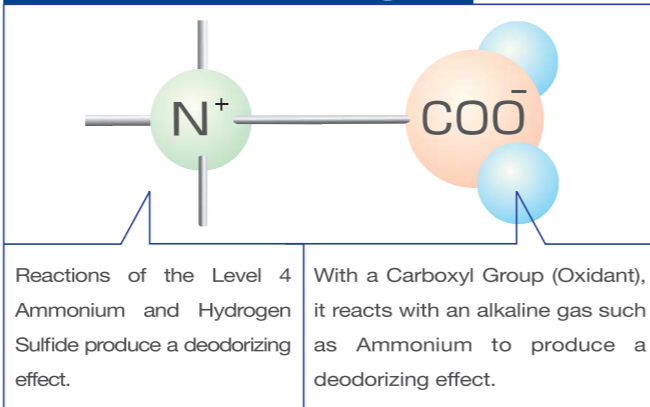 N+
COO-
Reactions of the Level 4
Ammonium and Hydrogen
Sulfide produce a deodorizing
effect.
With a Carboxyl Group (Oxidant),
it reacts with an alkaline gas such
as Ammonium to produce a
deodorizing effect.